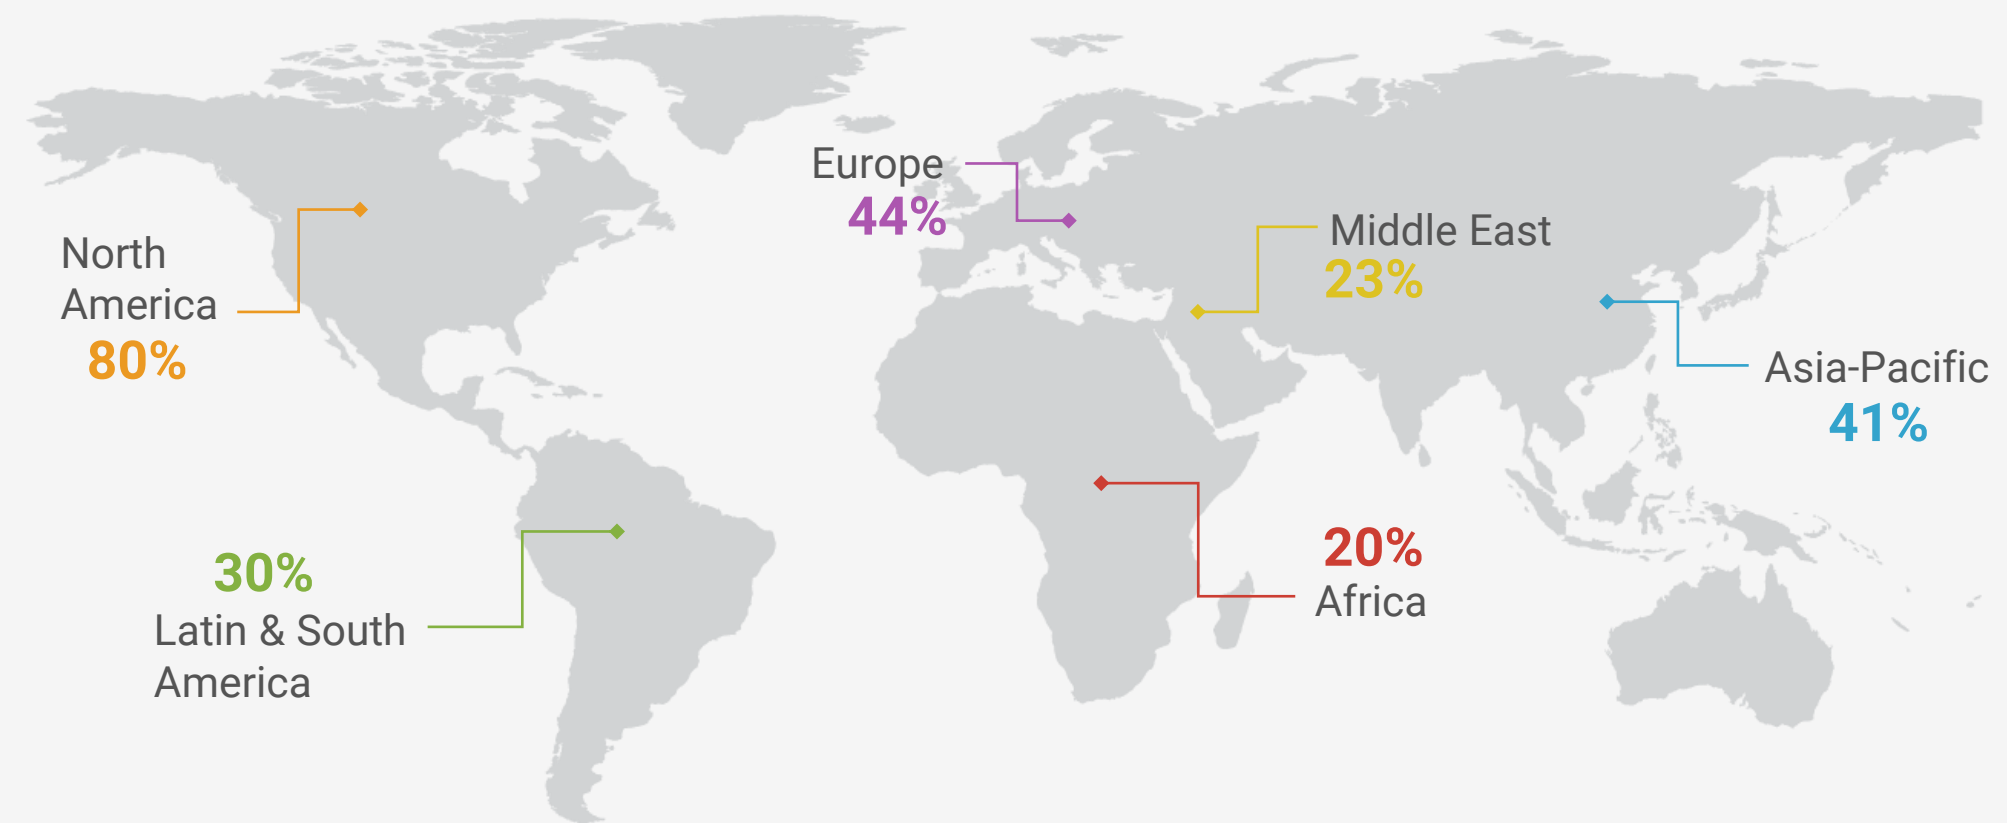 North
America
80%
Europe
44%
Middle East
23%
Asia-Pacific
41%
30%
Latin & South
America
20%
Africa